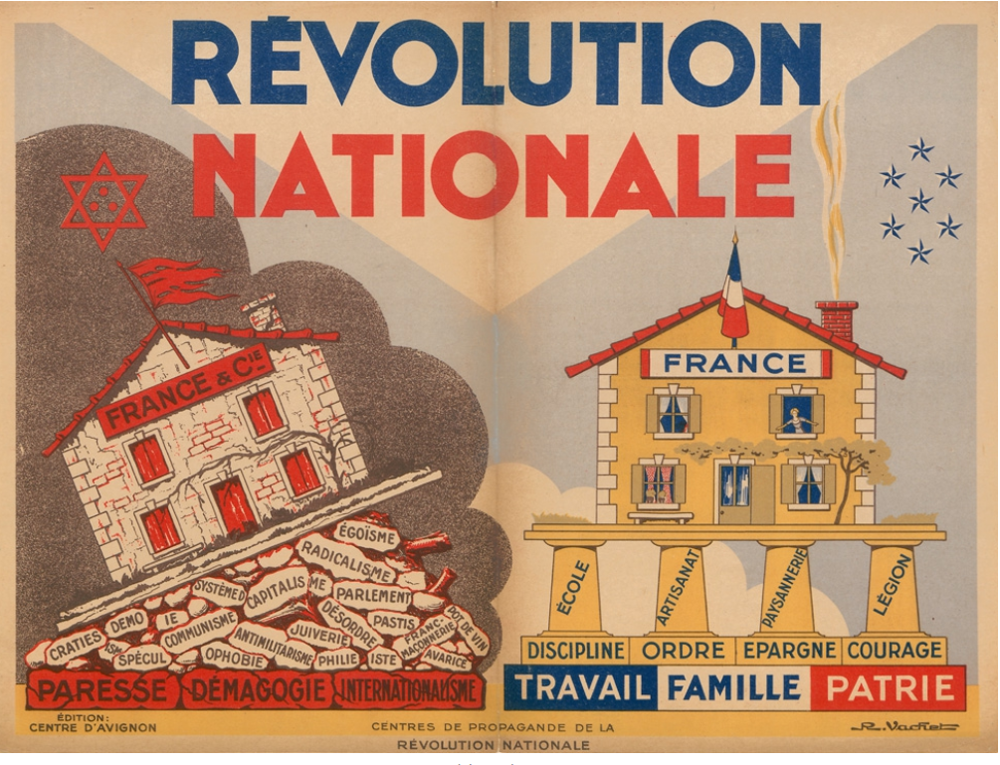 RÉVOLUTION
NATIONALE
FRANCE & CIE
FRANCE
ÉGOÏSME
RADICALISME
SYSTÈME D
CAPITALIS
ME
PARLEMENT
DEMO
IE
COMMUNISME
DÉSORDRE
PASTIS
FRANC-
MAÇONNERIE
POT DE VIN
CRATIES
ISM
SPÉCUL
OPHOBIE
ANTIMILITARISME
JUIVERIE
PHILIE
ISTE
AVARICE
PARESSE
DÉMAGOGIE
INTERNATIONALISME
ÉCOLE
ARTISANAT
PAYSANNERIE
LÉGION
DISCIPLINE
ORDRE
EPARGNE
COURAGE
TRAVAIL
FAMILLE
PATRIE
ÉDITION:
CENTRE D'AVIGNON
CENTRES DE PROPAGANDE DE LA
RÉVOLUTION NATIONALE
R. Vachet